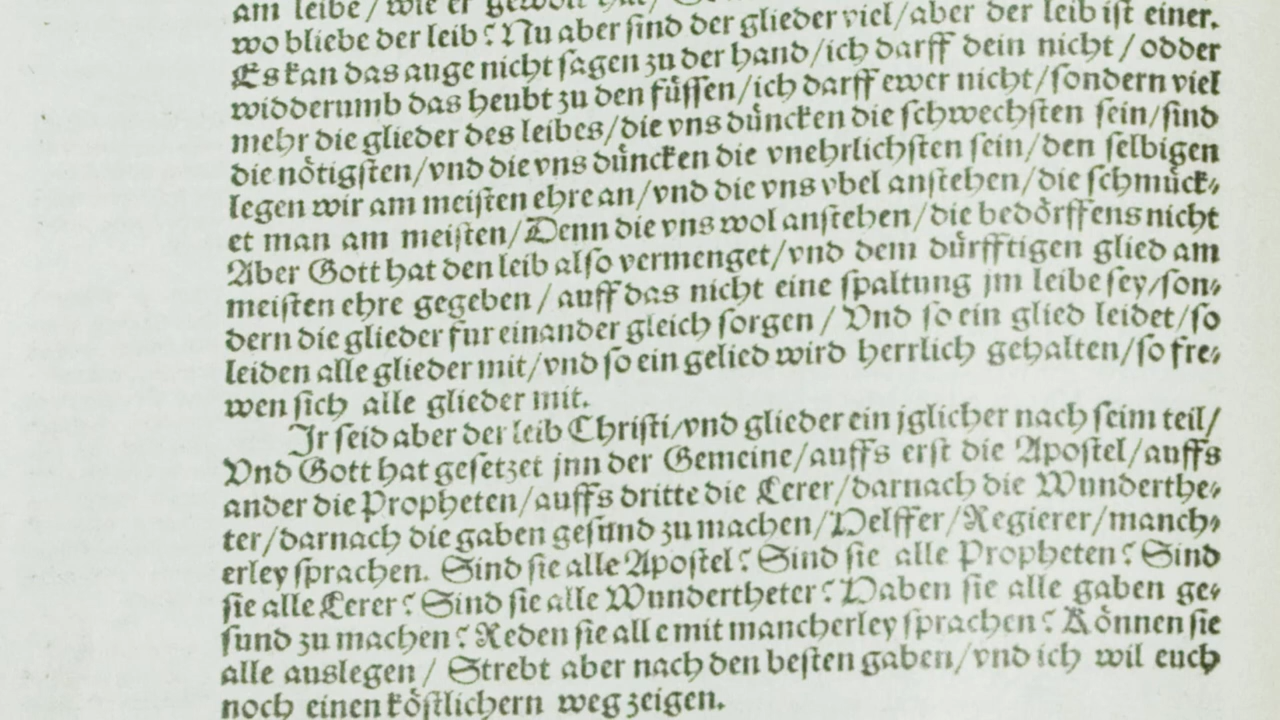 am leibe / wie er gewolt hat /
wo bliebe der leib? Nu aber sind der glieder viel / aber der leib ist einer.
Es kan das auge nicht sagen zu der hand / ich darff dein nicht / odder
widderumb das heubt zu den füssen / ich darff ewer nicht / sondern viel
mehr die glieder des leibes / die vns düncken die schwechsten sein / sind
die nötigsten / vnd die vns düncken die vnehrlichsten sein / den selbigen
legen wir am meisten ehre an / vnd die vns vbel anstehen / die schmück⸗
et man am meisten / Denn die vns wol anstehen / die bedörffens nicht
Aber Gott hat den leib also vermenget / vnd dem dürfftigen glied am
meisten ehre gegeben / auff das nicht eine spaltung jm leibe sey / son⸗
dern die glieder fur einander gleich sorgen / Vnd so ein glied leidet / so
leiden alle glieder mit / vnd so ein gelied wird herrlich gehalten / so fre⸗
wen sich alle glieder mit.
Jr seid aber der leib Christi / vnd glieder ein jglicher nach seim teil /
Vnd Gott hat gesetzet jnn der Gemeine / auffs erst die Apostel / auffs
ander die Propheten / auffs dritte die Lerer / darnach die Wunderthe⸗
ter / darnach die gaben gesund zu machen / Helffer / Regierer / manch⸗
erley sprachen. Sind sie alle Apostel? Sind sie alle Propheten? Sind
sie alle Lerer? Sind sie alle Wundertheter? Haben sie alle gaben ge⸗
sund zu machen? Reden sie alle mit mancherley sprachen? Können sie
alle auslegen / Strebt aber nach den besten gaben / vnd ich wil euch
noch einen köstlichern weg zeigen.